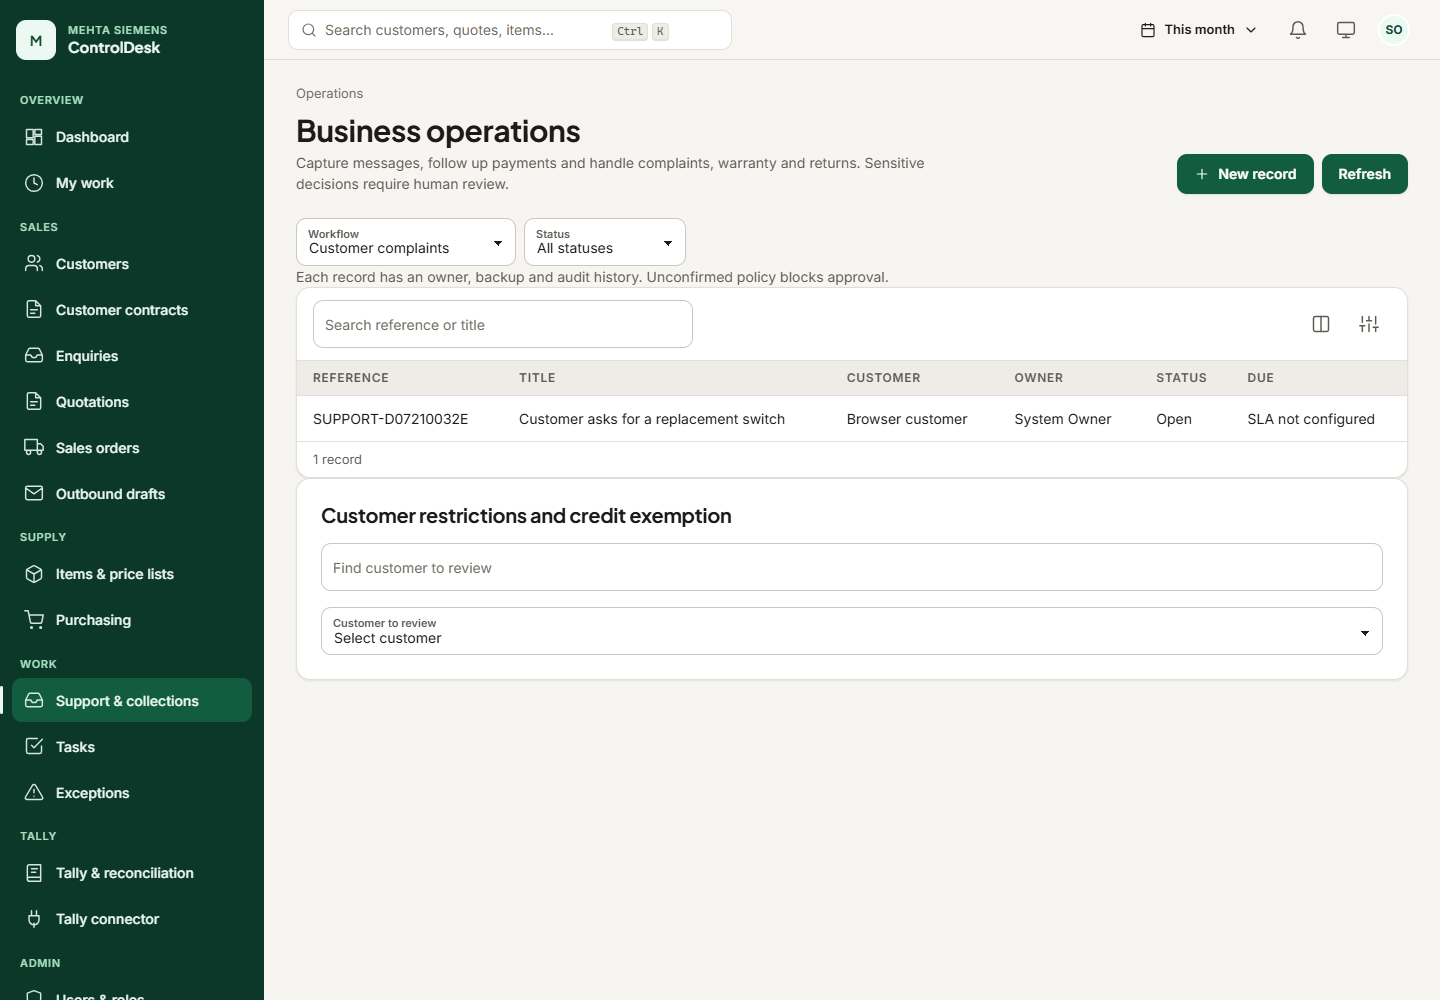 M
MEHTA SIEMENS
ControlDesk
OVERVIEW
Dashboard
My work
SALES
Customers
Customer contracts
Enquiries
Quotations
Sales orders
Outbound drafts
SUPPLY
Items & price lists
Purchasing
WORK
Support & collections
Tasks
Exceptions
TALLY
Tally & reconciliation
Tally connector
ADMIN
Users & roles
Search customers, quotes, items... Ctrl K
This month
SO
Operations
Business operations
Capture messages, follow up payments and handle complaints, warranty and returns. Sensitive
decisions require human review.
New record
Refresh
Workflow
Customer complaints
Status
All statuses
Each record has an owner, backup and audit history. Unconfirmed policy blocks approval.
Search reference or title
REFERENCE TITLE CUSTOMER OWNER STATUS DUE
SUPPORT-D07210032E Customer asks for a replacement switch Browser customer System Owner Open SLA not configured
1 record
Customer restrictions and credit exemption
Find customer to review
Customer to review
Select customer